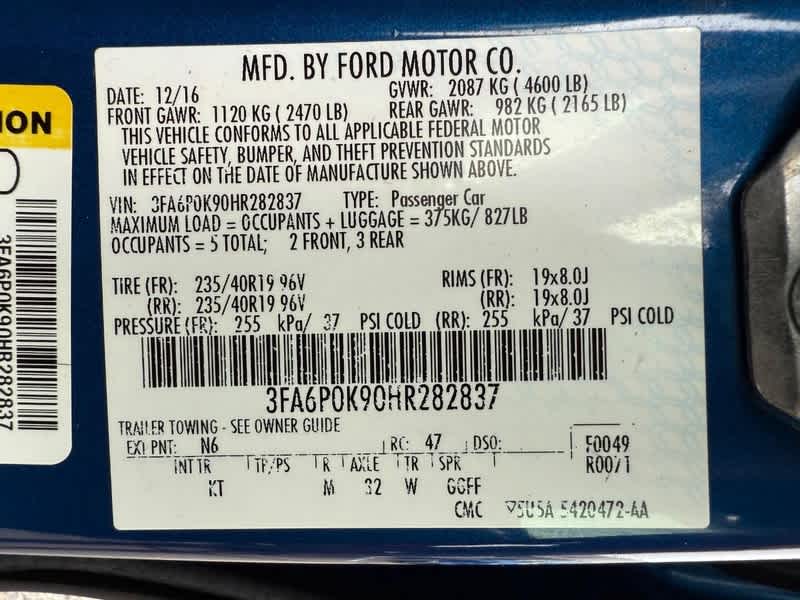 MFD. BY FORD MOTOR CO.
DATE: 12/16 GVWR: 2087 KG ( 4600 LB)
FRONT GAWR: 1120 KG ( 2470 LB) REAR GAWR: 982 KG ( 2165 LB)
THIS VEHICLE CONFORMS TO ALL APPLICABLE FEDERAL MOTOR
VEHICLE SAFETY, BUMPER, AND THEFT PREVENTION STANDARDS
IN EFFECT ON THE DATE OF MANUFACTURE SHOWN ABOVE.
VIN: 3FA6P0K90HR282837 TYPE: Passenger Car
MAXIMUM LOAD = OCCUPANTS + LUGGAGE = 375KG/ 827LB
OCCUPANTS = 5 TOTAL; 2 FRONT, 3 REAR
TIRE (FR): 235/40R19 96V RIMS (FR): 19x8.0J
(RR): 235/40R19 96V (RR): 19x8.0J
PRESSURE (FR): 255 kPa/ 37 PSI COLD (RR): 255 kPa/ 37 PSI COLD
3FA6P0K90HR282837
TRAILER TOWING - SEE OWNER GUIDE
EXT PNT: N6 RC: 47 DSO: F0049
INT TR TP/PS R AXLE TR SPR R0071
KT M 32 W GGFF
CMC 5U5A 5420472-AA
ION
3FA6P0K90HR282837